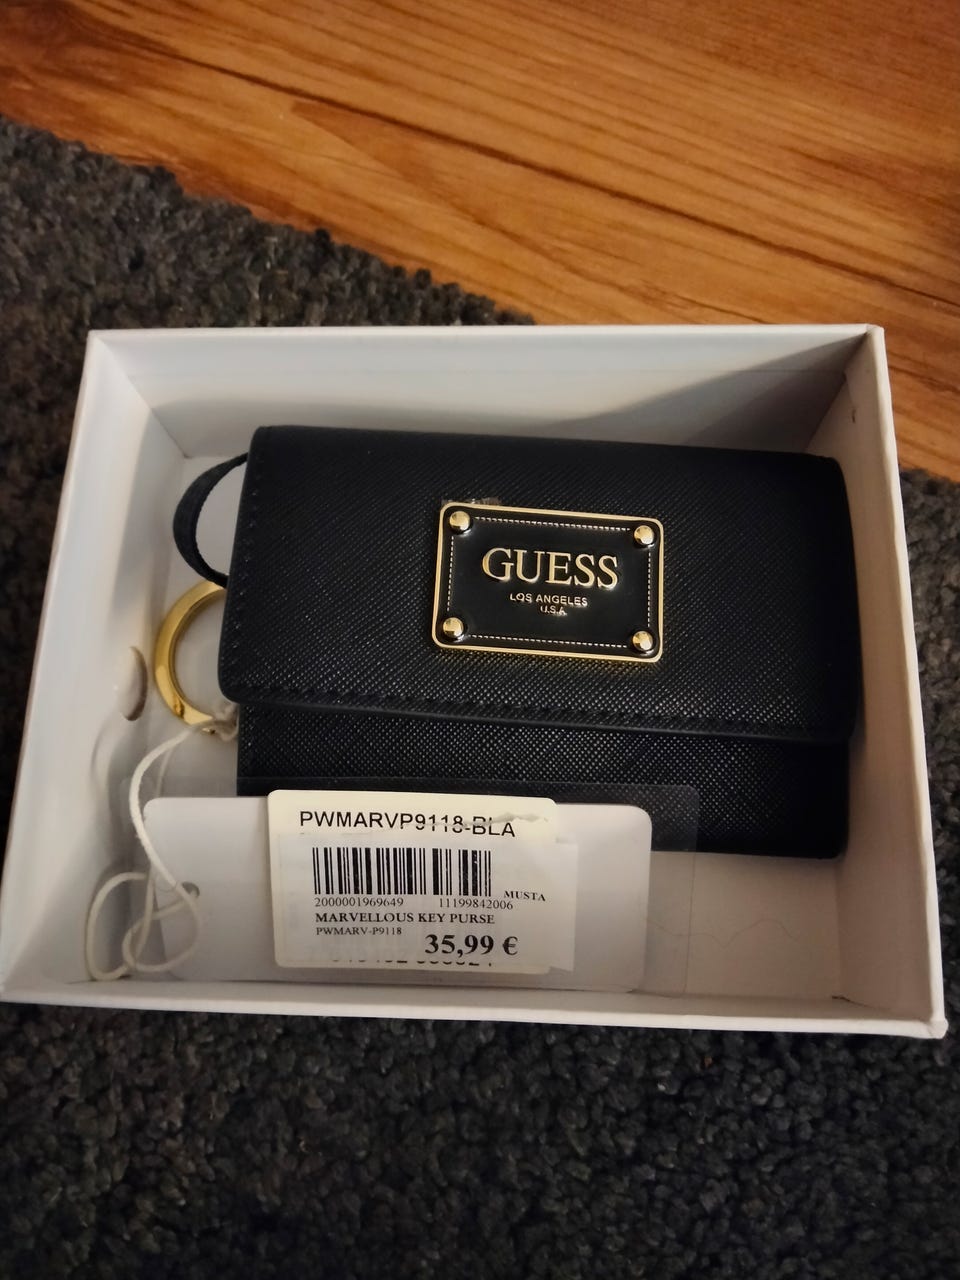 GUESS
LOS ANGELES
U.S.A.
PWMARVP9118-BLA
MUSTA
2000001969649 11199842006
MARVELLOUS KEY PURSE
PWMARV-P9118
35,99 €